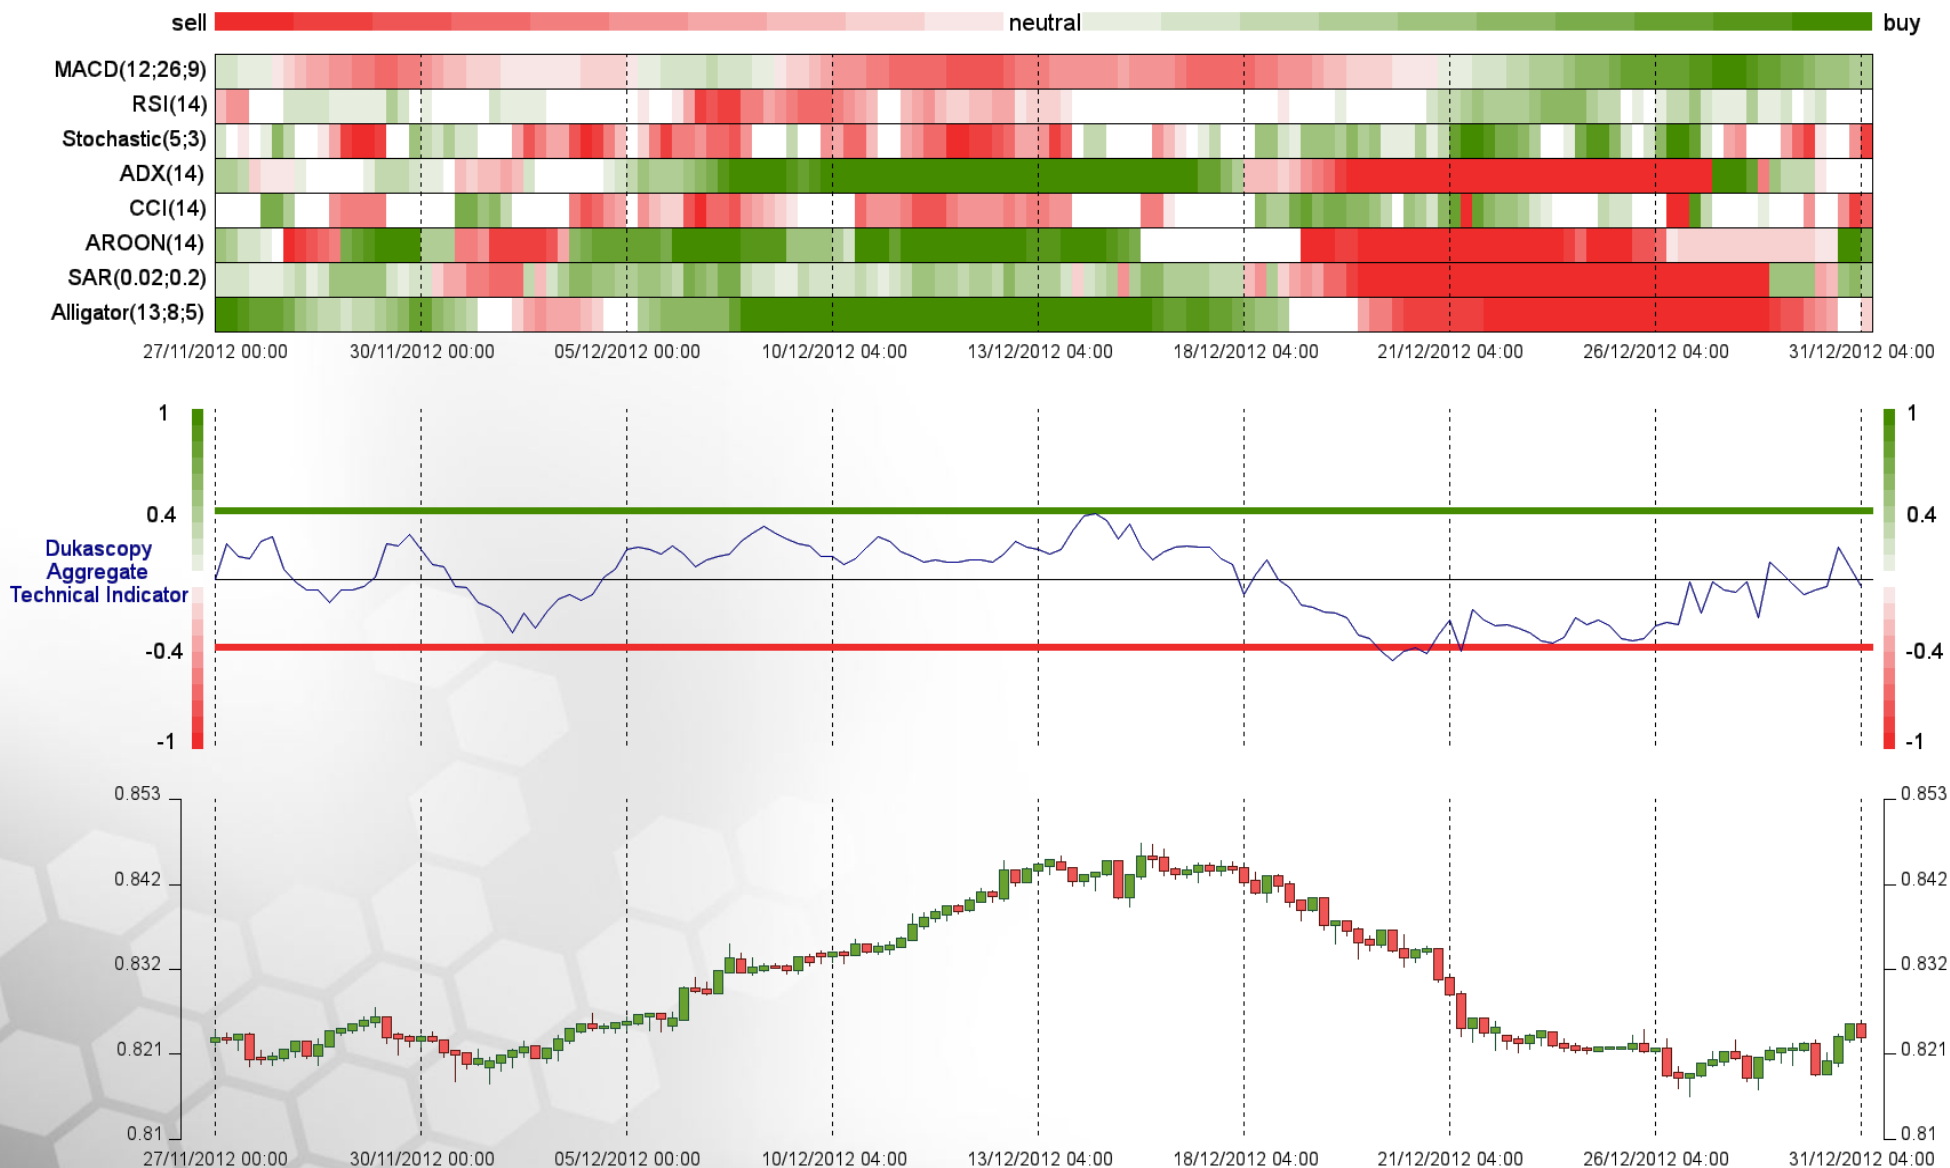 sell neutral buy
MACD(12;26;9)
RSI(14)
Stochastic(5;3)
ADX(14)
CCI(14)
AROON(14)
SAR(0.02;0.2)
Alligator(13;8;5)
27/11/2012 00:00 30/11/2012 00:00 05/12/2012 00:00 10/12/2012 04:00 13/12/2012 04:00 18/12/2012 04:00 21/12/2012 04:00 26/12/2012 04:00 31/12/2012 04:00
1 1
0.4 0.4
Dukascopy
Aggregate
Technical Indicator
-0.4 -0.4
-1 -1
0.853 0.853
0.842 0.842
0.832 0.832
0.821 0.821
0.81 0.81
27/11/2012 00:00 30/11/2012 00:00 05/12/2012 00:00 10/12/2012 04:00 13/12/2012 04:00 18/12/2012 04:00 21/12/2012 04:00 26/12/2012 04:00 31/12/2012 04:00